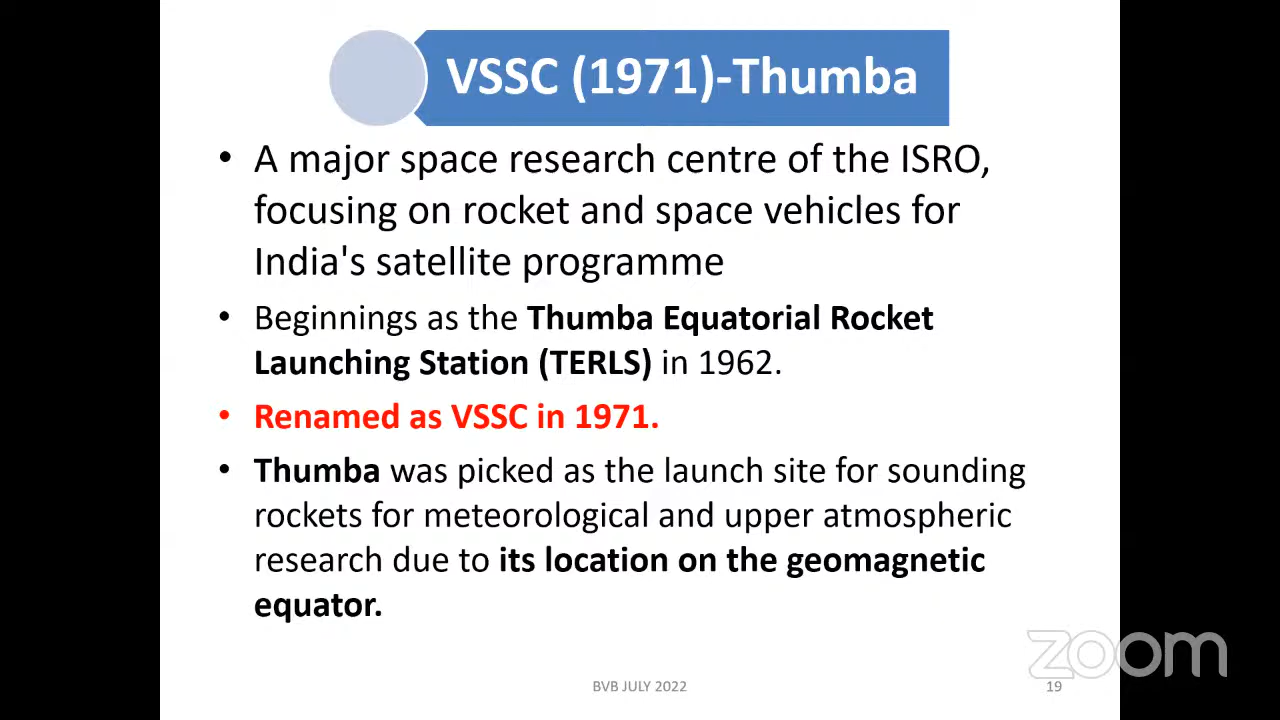 VSSC (1971)-Thumba
• A major space research centre of the ISRO,
focusing on rocket and space vehicles for
India's satellite programme
• Beginnings as the Thumba Equatorial Rocket
Launching Station (TERLS) in 1962.
• Renamed as VSSC in 1971.
• Thumba was picked as the launch site for sounding
rockets for meteorological and upper atmospheric
research due to its location on the geomagnetic
equator.
zoom
BVB JULY 2022
19